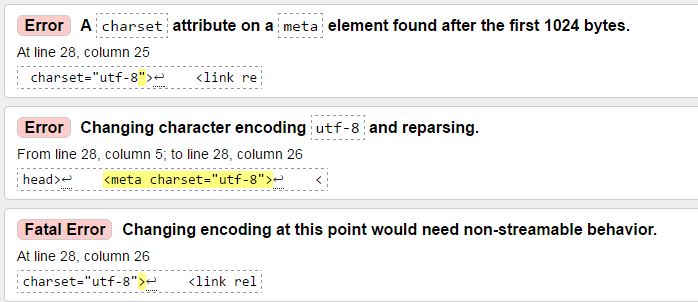 Error A charset attribute on a meta element found after the first 1024 bytes.
At line 28, column 25
charset="utf-8">↩ <link re
Error Changing character encoding utf-8 and reparsing.
From line 28, column 5; to line 28, column 26
head>↩ <meta charset="utf-8">↩ <
Fatal Error Changing encoding at this point would need non-streamable behavior.
At line 28, column 26
charset="utf-8">↩ <link rel